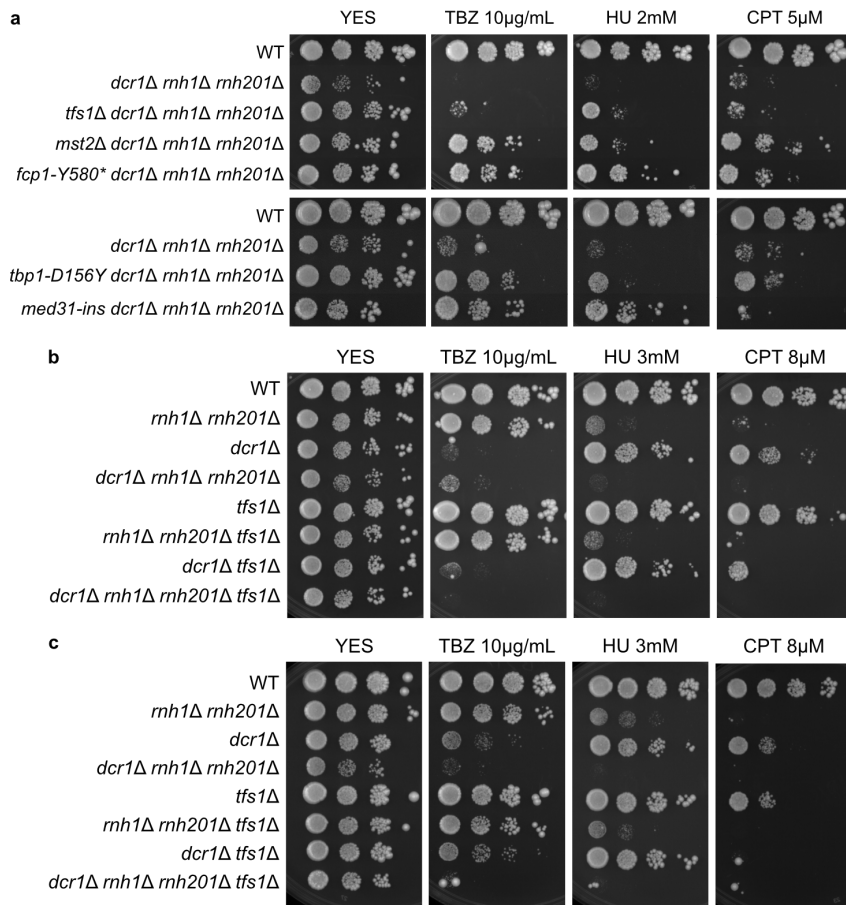 a
YES TBZ 10µg/mL HU 2mM CPT 5µM
WT
dcr1Δ rnh1Δ rnh201Δ
tfs1Δ dcr1Δ rnh1Δ rnh201Δ
mst2Δ dcr1Δ rnh1Δ rnh201Δ
fcp1-Y580* dcr1Δ rnh1Δ rnh201Δ
WT
dcr1Δ rnh1Δ rnh201Δ
tbp1-D156Y dcr1Δ rnh1Δ rnh201Δ
med31-ins dcr1Δ rnh1Δ rnh201Δ
b
YES TBZ 10µg/mL HU 3mM CPT 8µM
WT
rnh1Δ rnh201Δ
dcr1Δ
dcr1Δ rnh1Δ rnh201Δ
tfs1Δ
rnh1Δ rnh201Δ tfs1Δ
dcr1Δ tfs1Δ
dcr1Δ rnh1Δ rnh201Δ tfs1Δ
c
YES TBZ 10µg/mL HU 3mM CPT 8µM
WT
rnh1Δ rnh201Δ
dcr1Δ
dcr1Δ rnh1Δ rnh201Δ
tfs1Δ
rnh1Δ rnh201Δ tfs1Δ
dcr1Δ tfs1Δ
dcr1Δ rnh1Δ rnh201Δ tfs1Δ